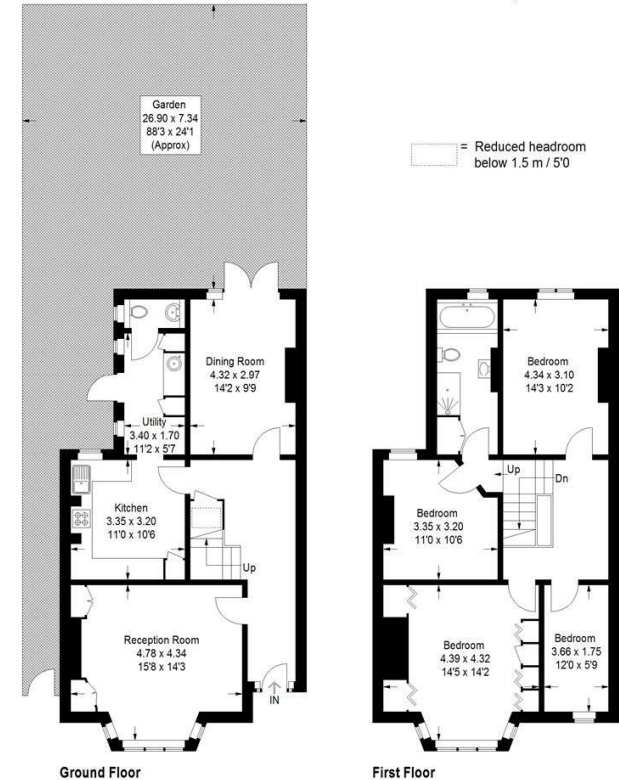 Garden
26.90 x 7.34
88'3 x 24'1
(Approx)
= Reduced headroom
below 1.5 m / 5'0
Dining Room
4.32 x 2.97
14'2 x 9'9
Utility
3.40 x 1.70
11'2 x 5'7
Kitchen
3.35 x 3.20
11'0 x 10'6
Up
Reception Room
4.78 x 4.34
15'8 x 14'3
IN
Ground Floor
Bedroom
4.34 x 3.10
14'3 x 10'2
Up
Dn
Bedroom
3.35 x 3.20
11'0 x 10'6
Bedroom
4.39 x 4.32
14'5 x 14'2
Bedroom
3.66 x 1.75
12'0 x 5'9
First Floor